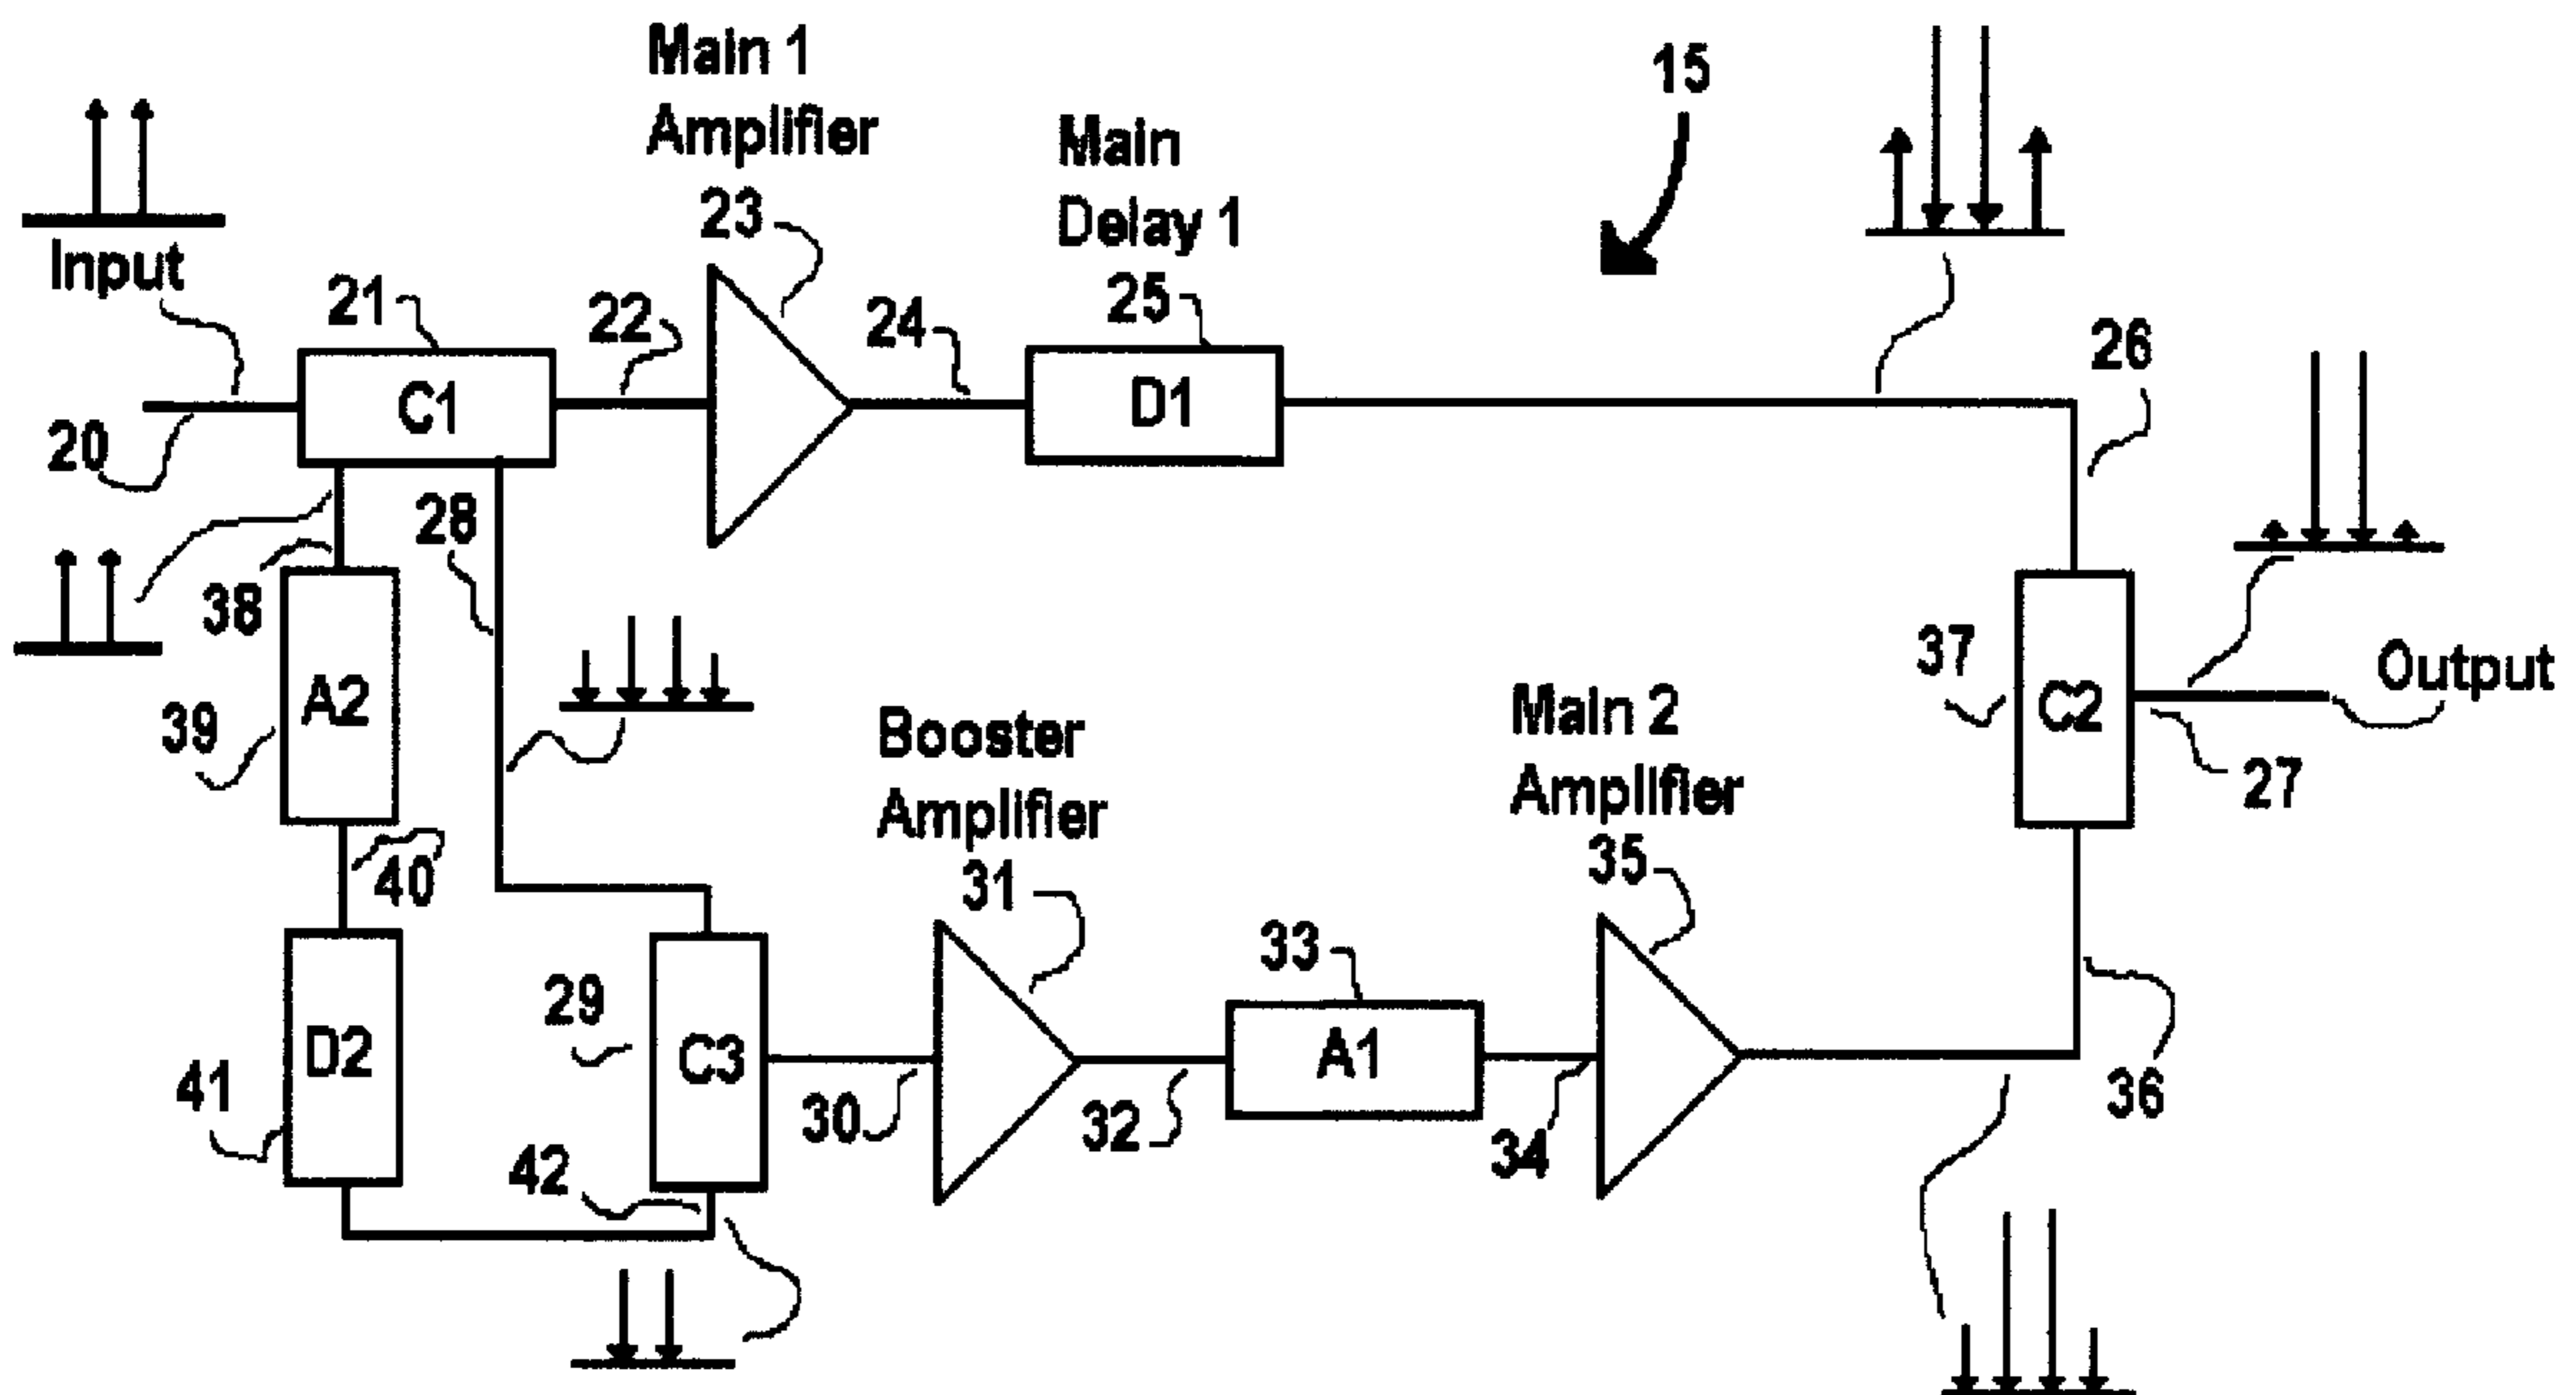 Main 1
Amplifier
23
Input
20
21
C1
22
24
Main
Delay 1
25
D1
15
26
28
38
A2
39
40
D2
41
42
29
C3
30
Booster
Amplifier
31
32
33
A1
34
Main 2
Amplifier
35
36
37
C2
27
Output